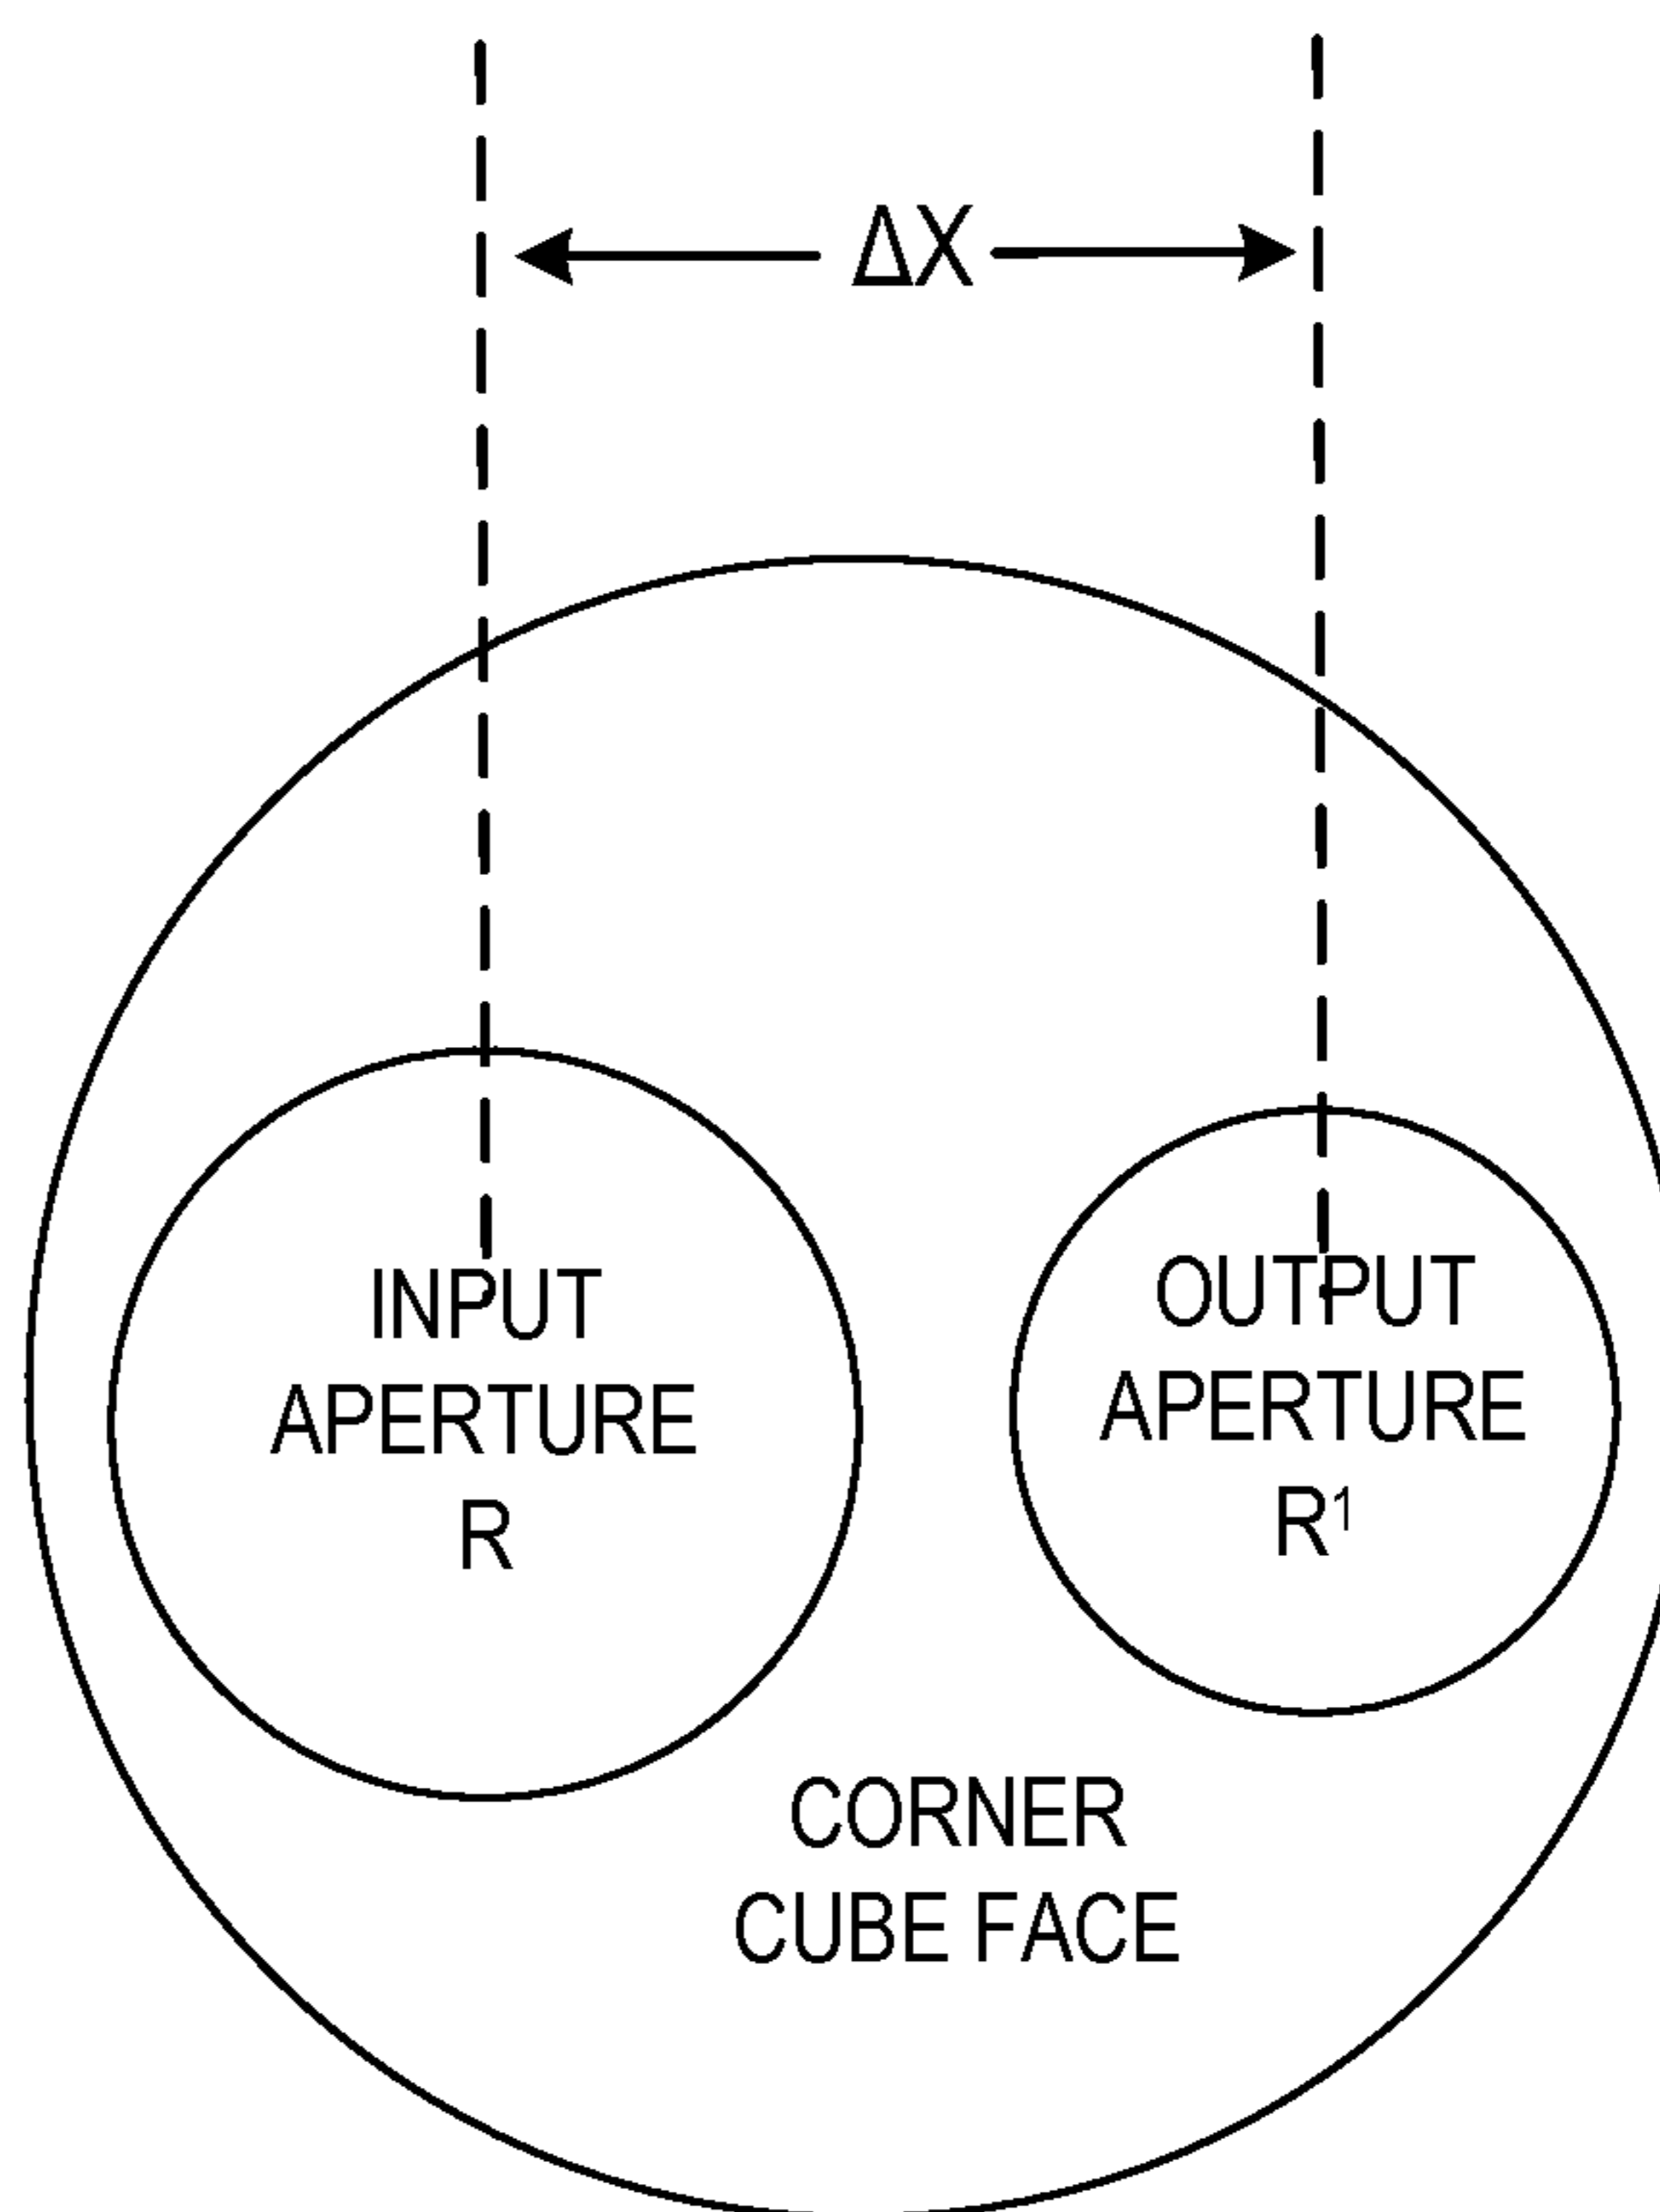 ΔX
INPUT
APERTURE
R
OUTPUT
APERTURE
R¹
CORNER
CUBE FACE